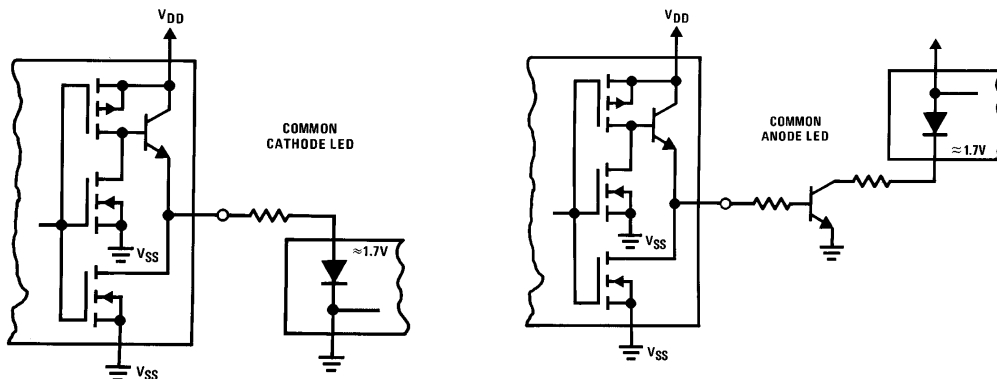 VDD
COMMON
CATHODE LED
VSS
≈1.7V
VSS
VDD
COMMON
ANODE LED
≈1.7V
VSS
VSS